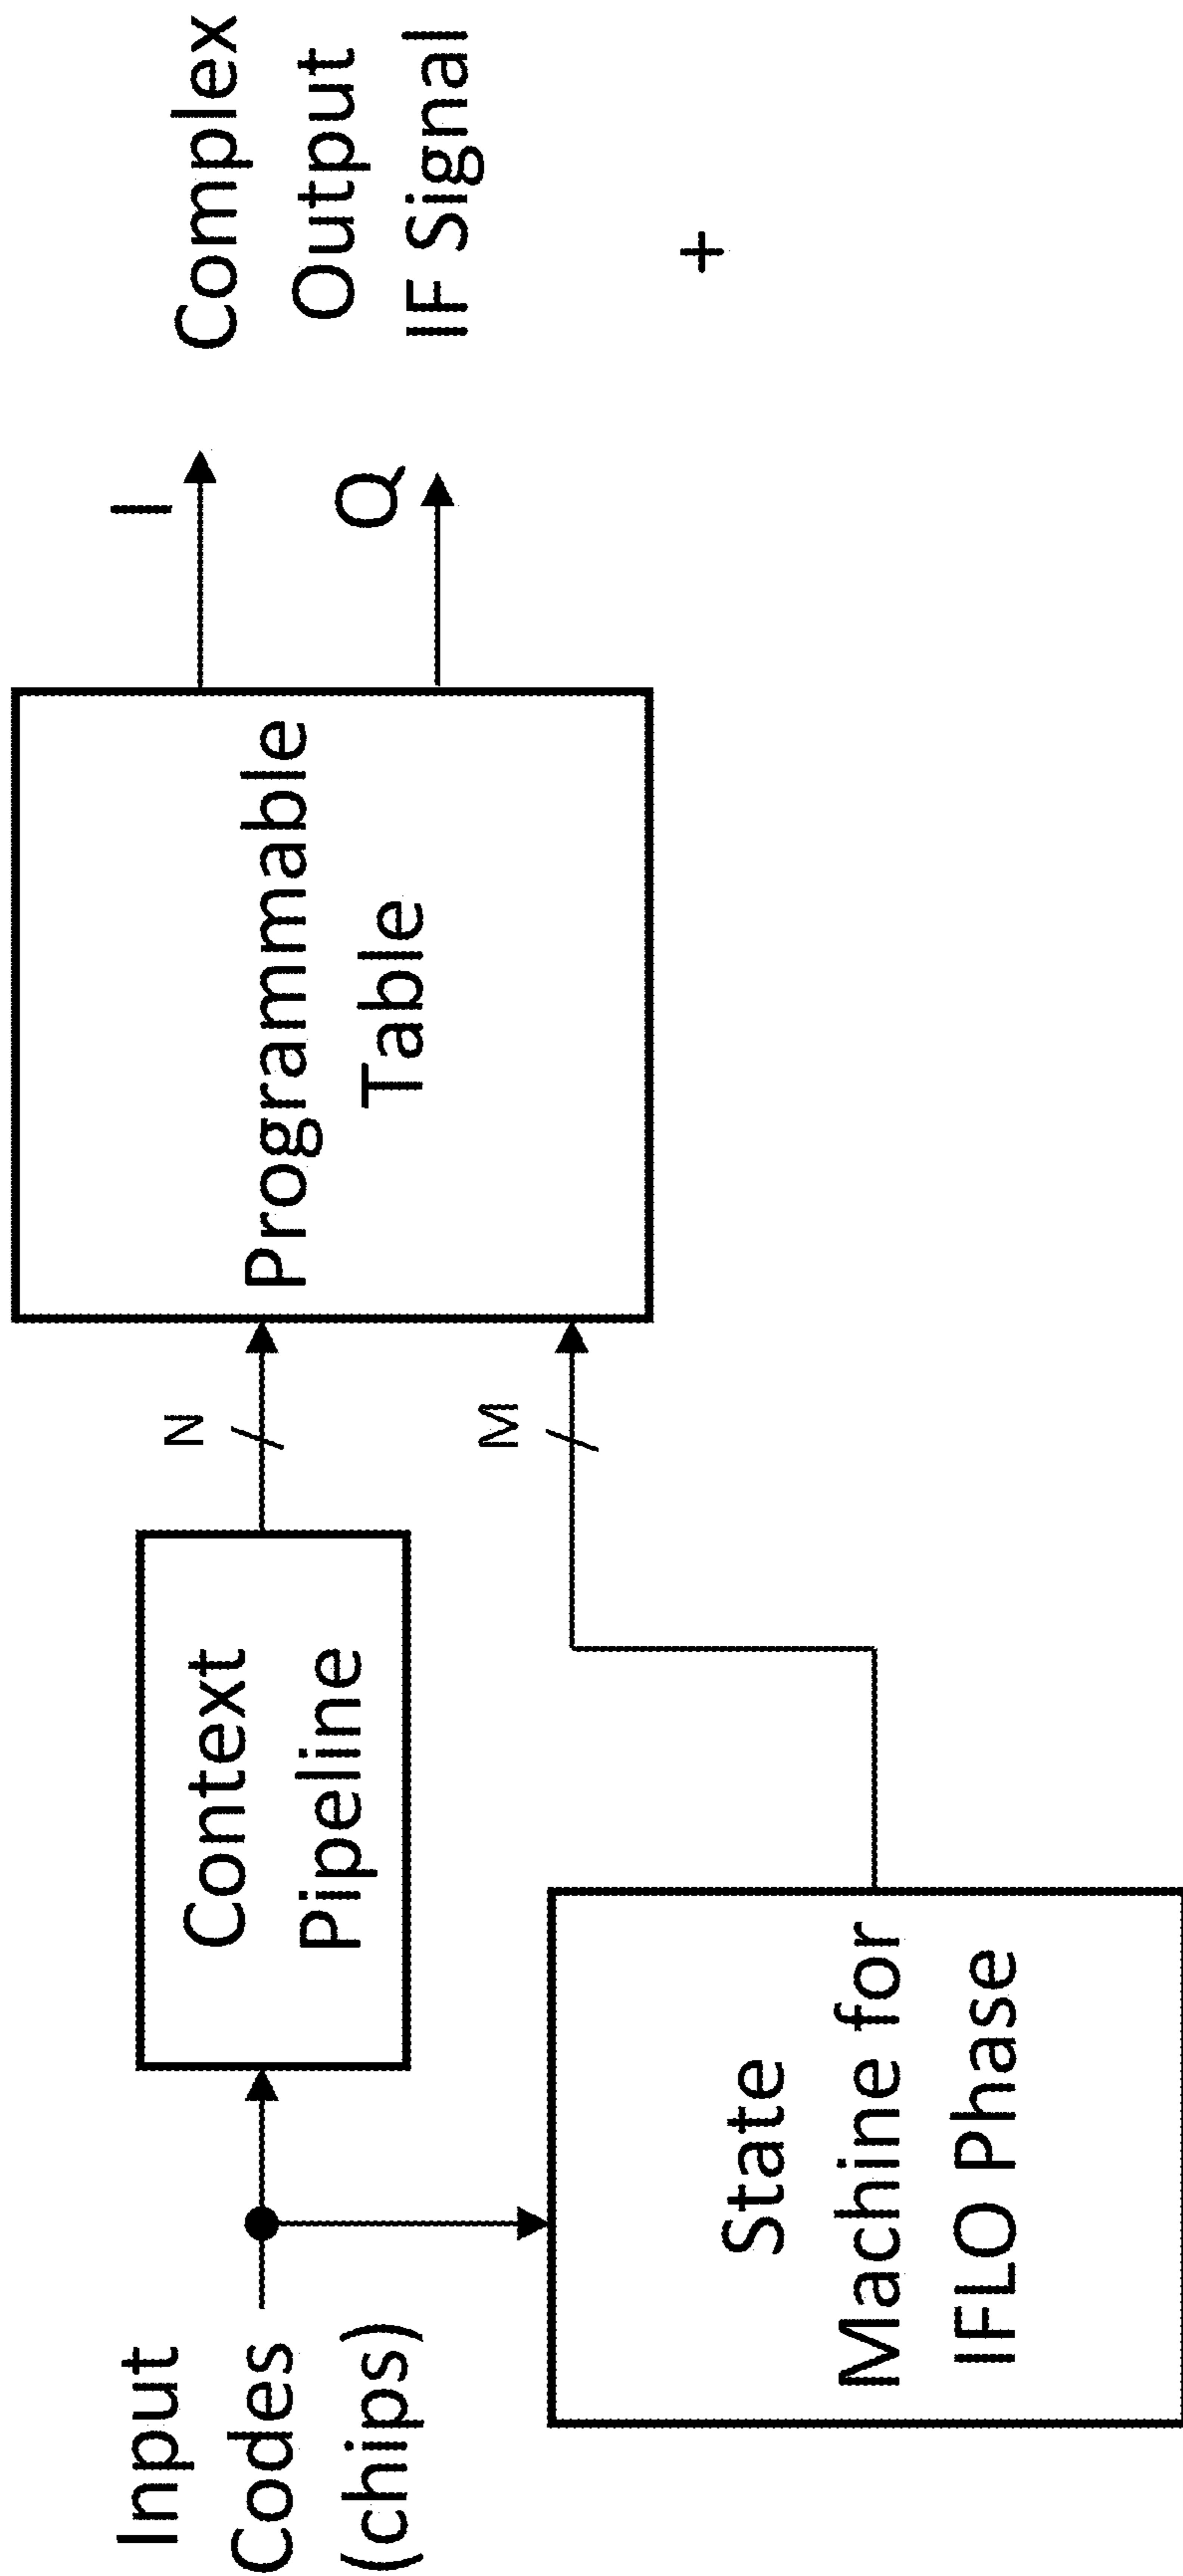 Input
Codes
(chips)
Context
Pipeline
State
Machine for
IFLO Phase
N
M
Programmable
Table
I
Q
Complex
Output
IF Signal
+